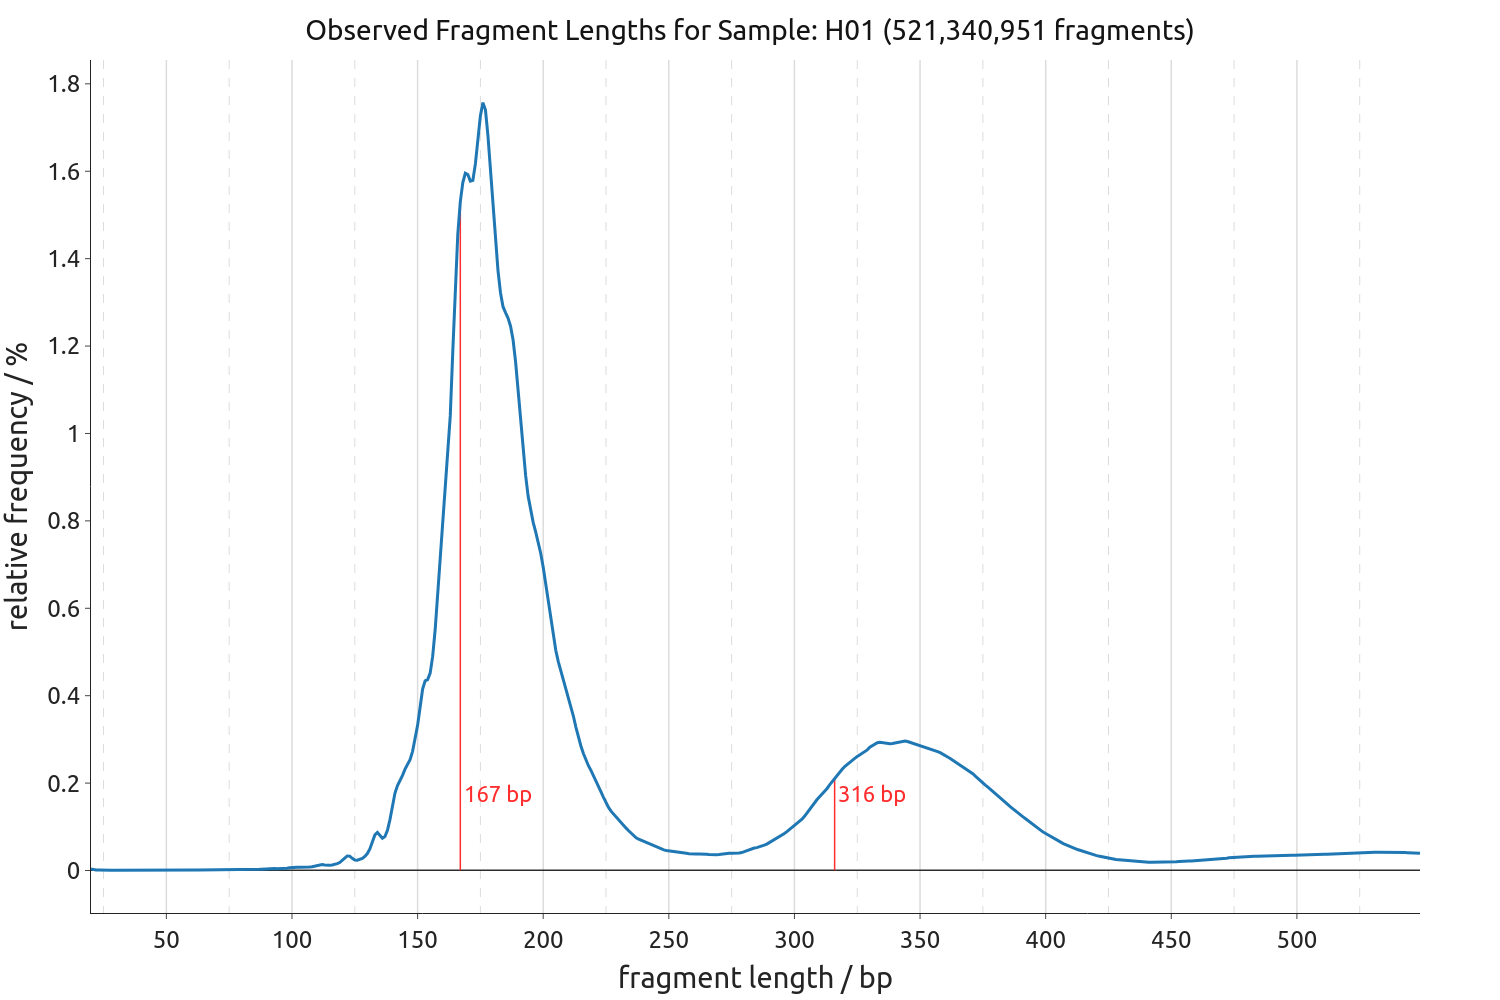 Observed Fragment Lengths for Sample: H01 (521,340,951 fragments)
relative frequency / %
1.8
1.6
1.4
1.2
1
0.8
0.6
0.4
0.2
0
167 bp
316 bp
50 100 150 200 250 300 350 400 450 500
fragment length / bp